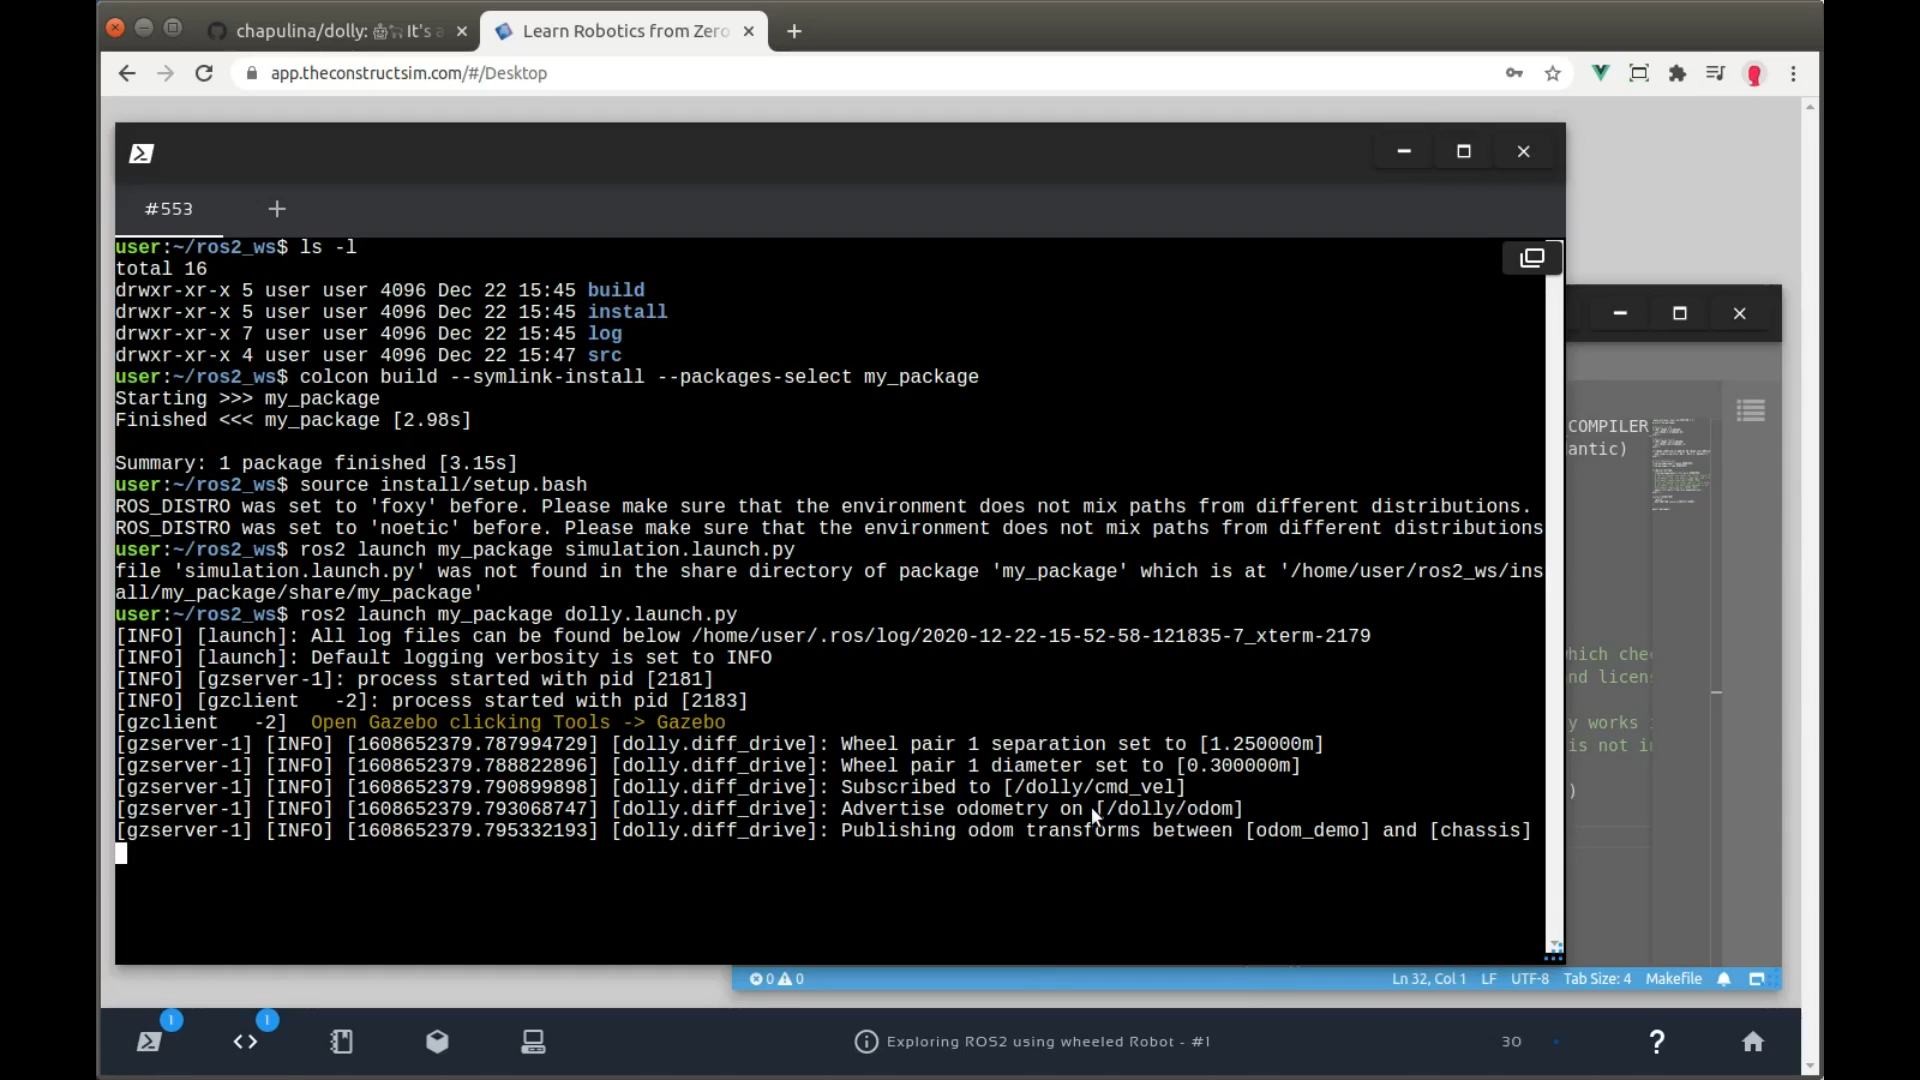 chapulina/dolly: 🤖🐑 It's a
Learn Robotics from Zero
app.theconstructsim.com/#/Desktop
#553
user:~/ros2_ws$ ls -l
total 16
drwxr-xr-x 5 user user 4096 Dec 22 15:45 build
drwxr-xr-x 5 user user 4096 Dec 22 15:45 install
drwxr-xr-x 7 user user 4096 Dec 22 15:45 log
drwxr-xr-x 4 user user 4096 Dec 22 15:47 src
user:~/ros2_ws$ colcon build --symlink-install --packages-select my_package
Starting >>> my_package
Finished <<< my_package [2.98s]
Summary: 1 package finished [3.15s]
user:~/ros2_ws$ source install/setup.bash
ROS_DISTRO was set to 'foxy' before. Please make sure that the environment does not mix paths from different distributions.
ROS_DISTRO was set to 'noetic' before. Please make sure that the environment does not mix paths from different distributions
user:~/ros2_ws$ ros2 launch my_package simulation.launch.py
file 'simulation.launch.py' was not found in the share directory of package 'my_package' which is at '/home/user/ros2_ws/inst
all/my_package/share/my_package'
user:~/ros2_ws$ ros2 launch my_package dolly.launch.py
[INFO] [launch]: All log files can be found below /home/user/.ros/log/2020-12-22-15-52-58-121835-7_xterm-2179
[INFO] [launch]: Default logging verbosity is set to INFO
[INFO] [gzserver-1]: process started with pid [2181]
[INFO] [gzclient   -2]: process started with pid [2183]
[gzclient   -2]  Open Gazebo clicking Tools -> Gazebo
[gzserver-1] [INFO] [1608652379.787994729] [dolly.diff_drive]: Wheel pair 1 separation set to [1.250000m]
[gzserver-1] [INFO] [1608652379.788822896] [dolly.diff_drive]: Wheel pair 1 diameter set to [0.300000m]
[gzserver-1] [INFO] [1608652379.790899898] [dolly.diff_drive]: Subscribed to [/dolly/cmd_vel]
[gzserver-1] [INFO] [1608652379.793068747] [dolly.diff_drive]: Advertise odometry on [/dolly/odom]
[gzserver-1] [INFO] [1608652379.795332193] [dolly.diff_drive]: Publishing odom transforms between [odom_demo] and [chassis]
COMPILER
antic)
hich che
nd licens
y works
is not i
)
0 0
Ln 32, Col 1 LF UTF-8 Tab Size: 4 Makefile
1
1
Exploring ROS2 using wheeled Robot - #1
30
?